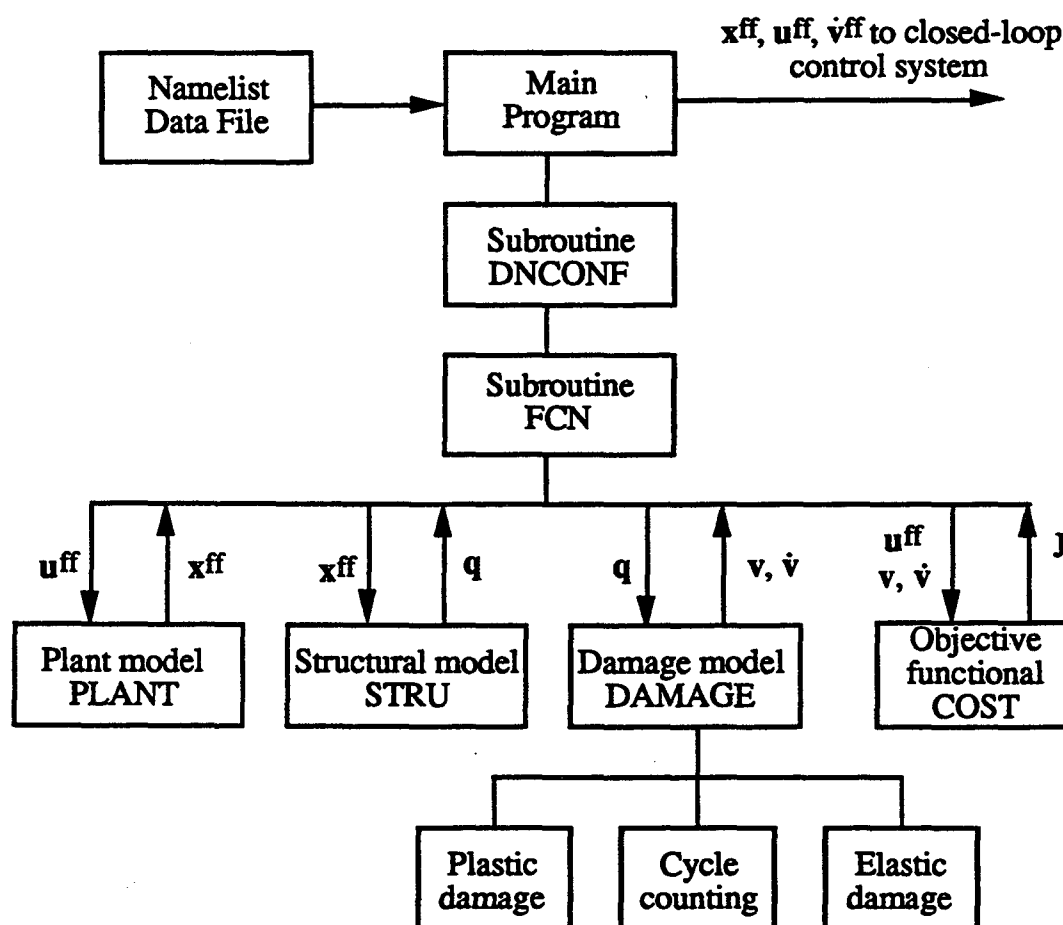 xᶠᶠ, uᶠᶠ, v̇ᶠᶠ to closed-loop
control system
Namelist
Data File
Main
Program
Subroutine
DNCONF
Subroutine
FCN
uᶠᶠ
xᶠᶠ
xᶠᶠ
q
q
v, v̇
uᶠᶠ
v, v̇
J
Plant model
PLANT
Structural model
STRU
Damage model
DAMAGE
Objective
functional
COST
Plastic
damage
Cycle
counting
Elastic
damage